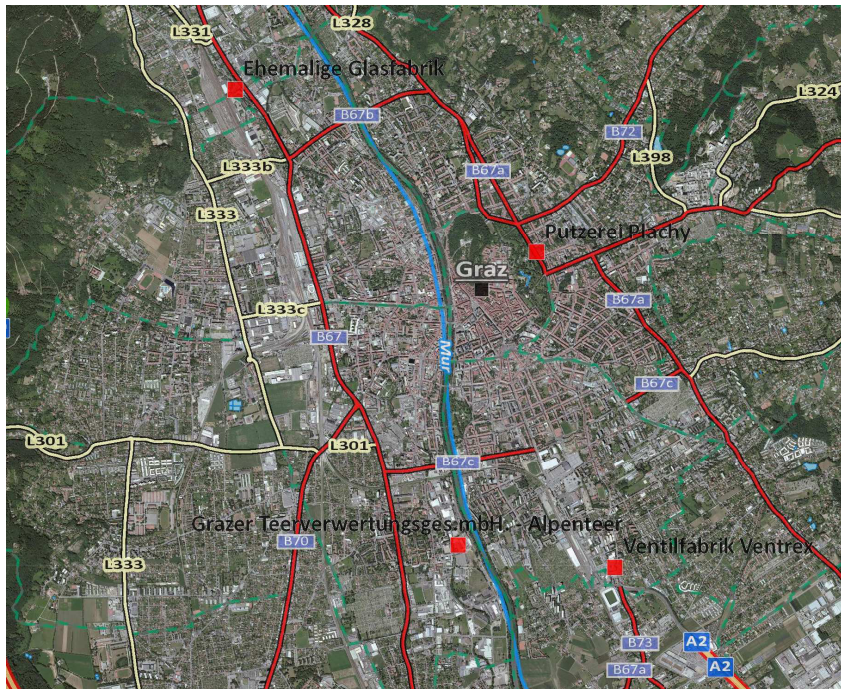 L331
L328
Ehemalige Glasfabrik
L324
B67b
B72
L333b
L398
B67a
L333
Putzerei Plachy
Graz
B67a
L333c
B67
Mur
B67c
L301
L301
B67c
Grazer Teerverwertungsges.mbH. - Alpenteer
B70
Ventilfabrik Ventrex
L333
B73
A2
B67a
A2